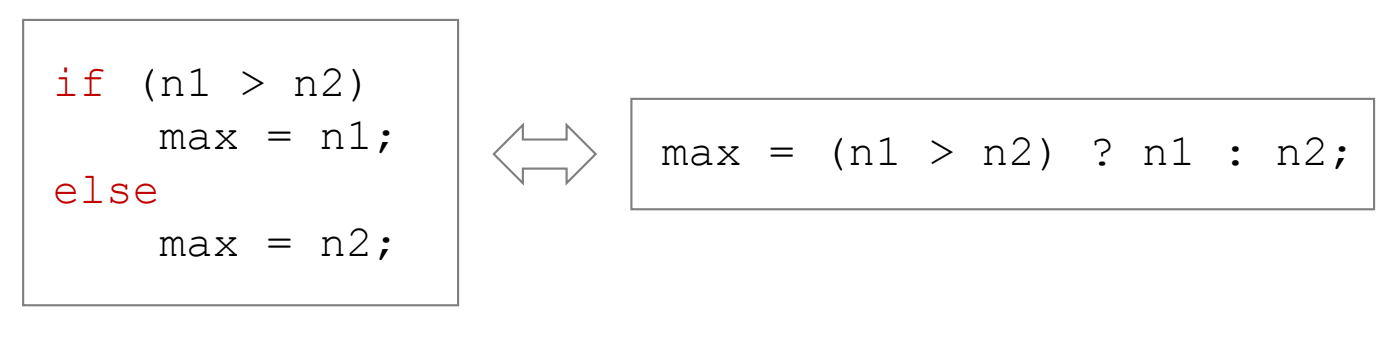 if (n1 > n2)
    max = n1;
else
    max = n2;
max = (n1 > n2) ? n1 : n2;